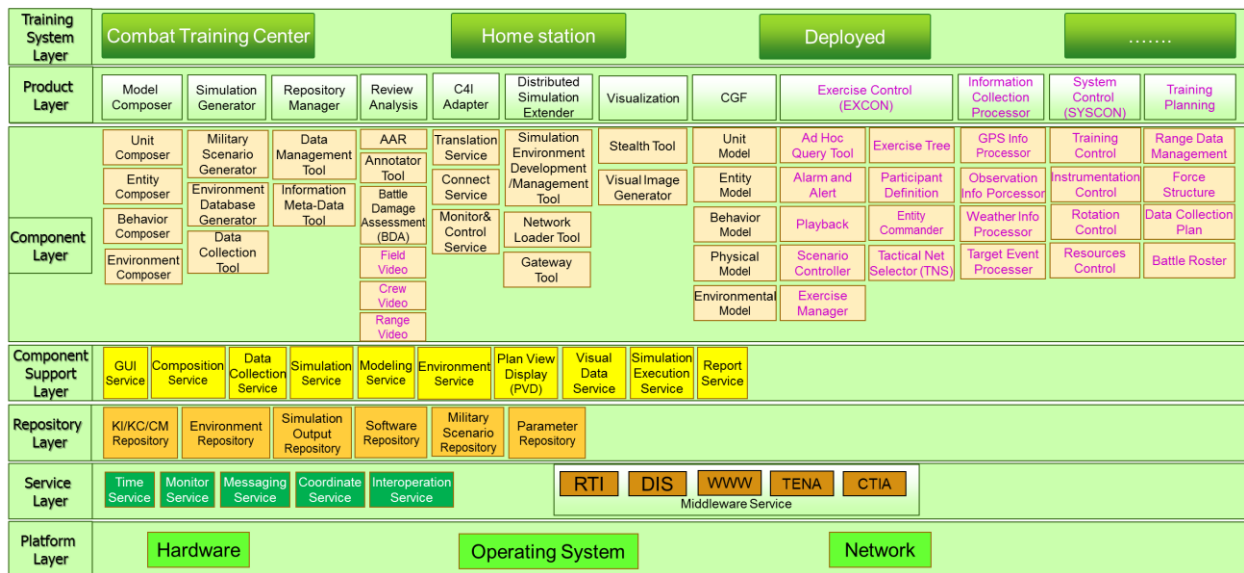 Training
System
Layer
Combat Training Center
Home station
Deployed
.......
Product
Layer
Model
Composer
Simulation
Generator
Repository
Manager
Review
Analysis
C4I
Adapter
Distributed
Simulation
Extender
Visualization
CGF
Exercise Control
(EXCON)
Information
Collection
Processor
System
Control
(SYSCON)
Training
Planning
Component
Layer
Unit
Composer
Entity
Composer
Behavior
Composer
Environment
Composer
Military
Scenario
Generator
Environment
Database
Generator
Data
Collection
Tool
Data
Management
Tool
Information
Meta-Data
Tool
AAR
Annotator
Tool
Battle
Damage
Assessment
(BDA)
Field
Video
Crew
Video
Range
Video
Translation
Service
Connect
Service
Monitor&
Control
Service
Simulation
Environment
Development
/Management
Tool
Network
Loader Tool
Gateway
Tool
Stealth Tool
Visual Image
Generator
Unit
Model
Entity
Model
Behavior
Model
Physical
Model
Environmental
Model
Ad Hoc
Query Tool
Alarm and
Alert
Playback
Scenario
Controller
Exercise
Manager
Exercise Tree
Participant
Definition
Entity
Commander
Tactical Net
Selector (TNS)
GPS Info
Processor
Observation
Info Porcessor
Weather Info
Processor
Target Event
Processer
Training
Control
Instrumentation
Control
Rotation
Control
Resources
Control
Range Data
Management
Force
Structure
Data Collection
Plan
Battle Roster
Component
Support
Layer
GUI
Service
Composition
Service
Data
Collection
Service
Simulation
Service
Modeling
Service
Environment
Service
Plan View
Display
(PVD)
Visual
Data
Service
Simulation
Execution
Service
Report
Service
Repository
Layer
KI/KC/CM
Repository
Environment
Repository
Simulation
Output
Repository
Software
Repository
Military
Scenario
Repository
Parameter
Repository
Service
Layer
Time
Service
Monitor
Service
Messaging
Service
Coordinate
Service
Interoperation
Service
RTI
DIS
WWW
TENA
CTIA
Middleware Service
Platform
Layer
Hardware
Operating System
Network